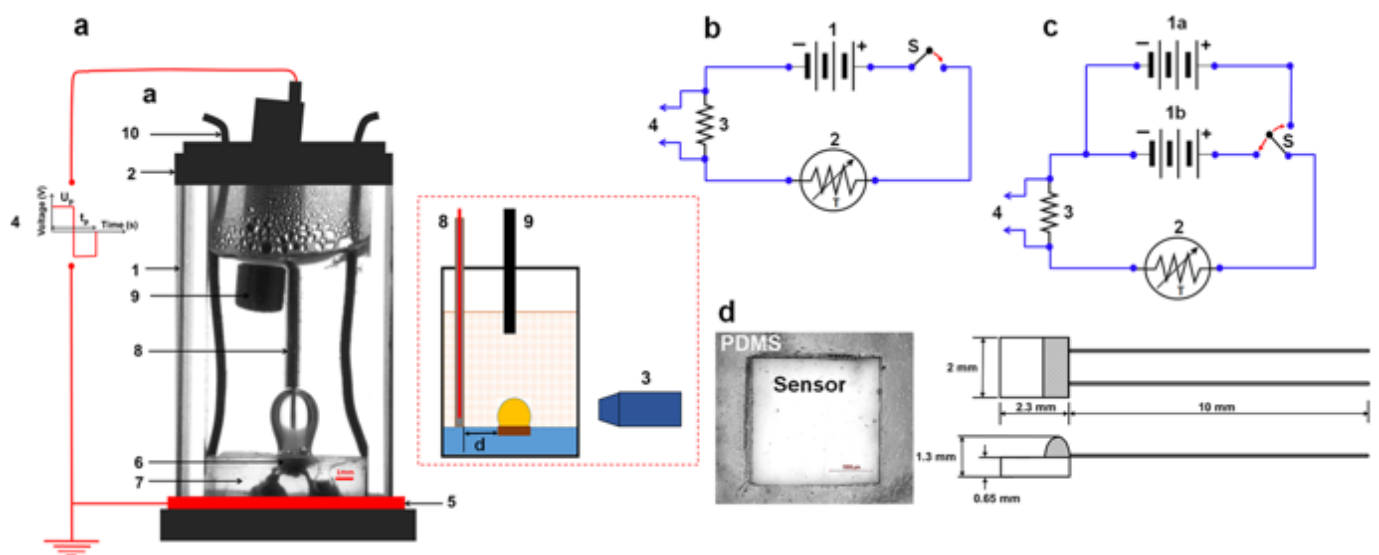 a
a
10
2
Voltage (V)
Up
tp
Time (s)
4
1
9
8
6
7
1mm
5
8
9
3
d
b
1
− +
S
4
3
2
T
c
1a
− +
1b
− +
S
4
3
2
T
d
PDMS
Sensor
2 mm
2.3 mm
10 mm
1.3 mm
0.65 mm